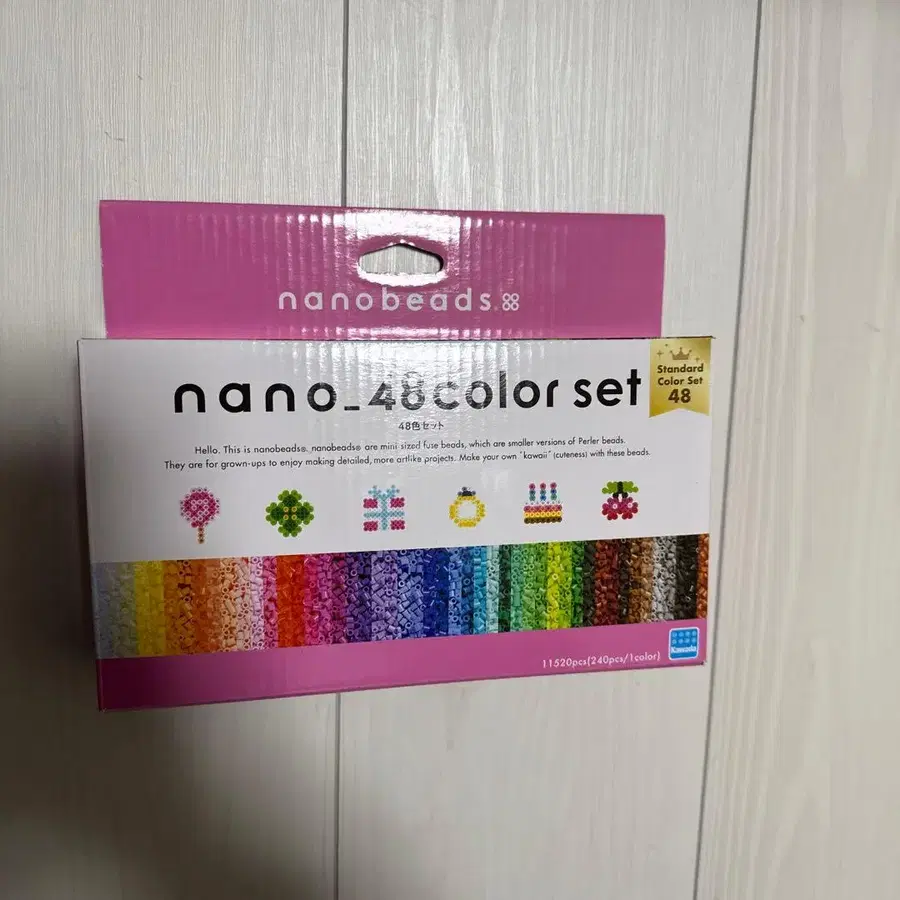 nanobeads
nano_48color set
48色セット
Standard
Color Set
48
Hello. This is nanobeads®. nanobeads® are mini sized fuse beads, which are smaller versions of Perler beads.
They are for grown-ups to enjoy making detailed, more artlike projects. Make your own "kawaii" (cuteness) with these beads.
11520pcs(240pcs/1color)
Kawada